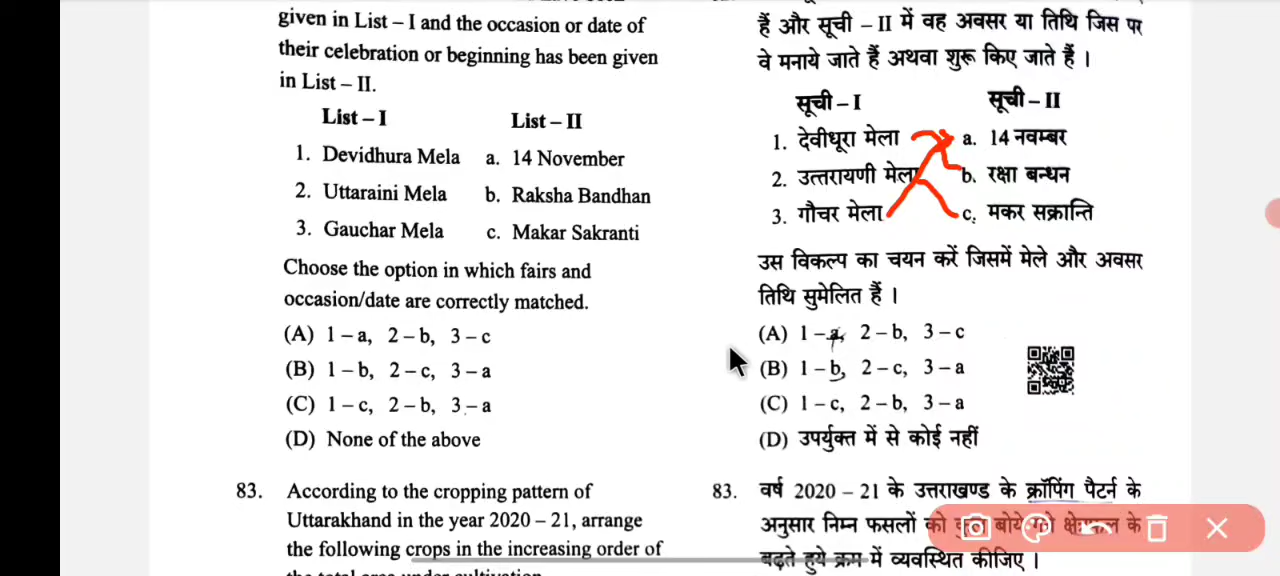 given in List – I and the occasion or date of
their celebration or beginning has been given
in List – II.
List – I List – II
1. Devidhura Mela a. 14 November
2. Uttaraini Mela b. Raksha Bandhan
3. Gauchar Mela c. Makar Sakranti
Choose the option in which fairs and
occasion/date are correctly matched.
(A) 1 – a, 2 – b, 3 – c
(B) 1 – b, 2 – c, 3 – a
(C) 1 – c, 2 – b, 3 – a
(D) None of the above
83. According to the cropping pattern of
Uttarakhand in the year 2020 – 21, arrange
the following crops in the increasing order of
हैं और सूची – II में वह अवसर या तिथि जिस पर
वे मनाये जाते हैं अथवा शुरू किए जाते हैं ।
सूची – I सूची – II
1. देवीधूरा मेला a. 14 नवम्बर
2. उत्तरायणी मेला b. रक्षा बन्धन
3. गौचर मेला c. मकर सक्रान्ति
उस विकल्प का चयन करें जिसमें मेले और अवसर
तिथि सुमेलित हैं ।
(A) 1 – a, 2 – b, 3 – c
(B) 1 – b, 2 – c, 3 – a
(C) 1 – c, 2 – b, 3 – a
(D) उपर्युक्त में से कोई नहीं
83. वर्ष 2020 – 21 के उत्तराखण्ड के क्रॉपिंग पैटर्न के
अनुसार निम्न फसलों को कुल बोये गये क्षेत्रफल के
बढ़ते हुये क्रम में व्यवस्थित कीजिए ।